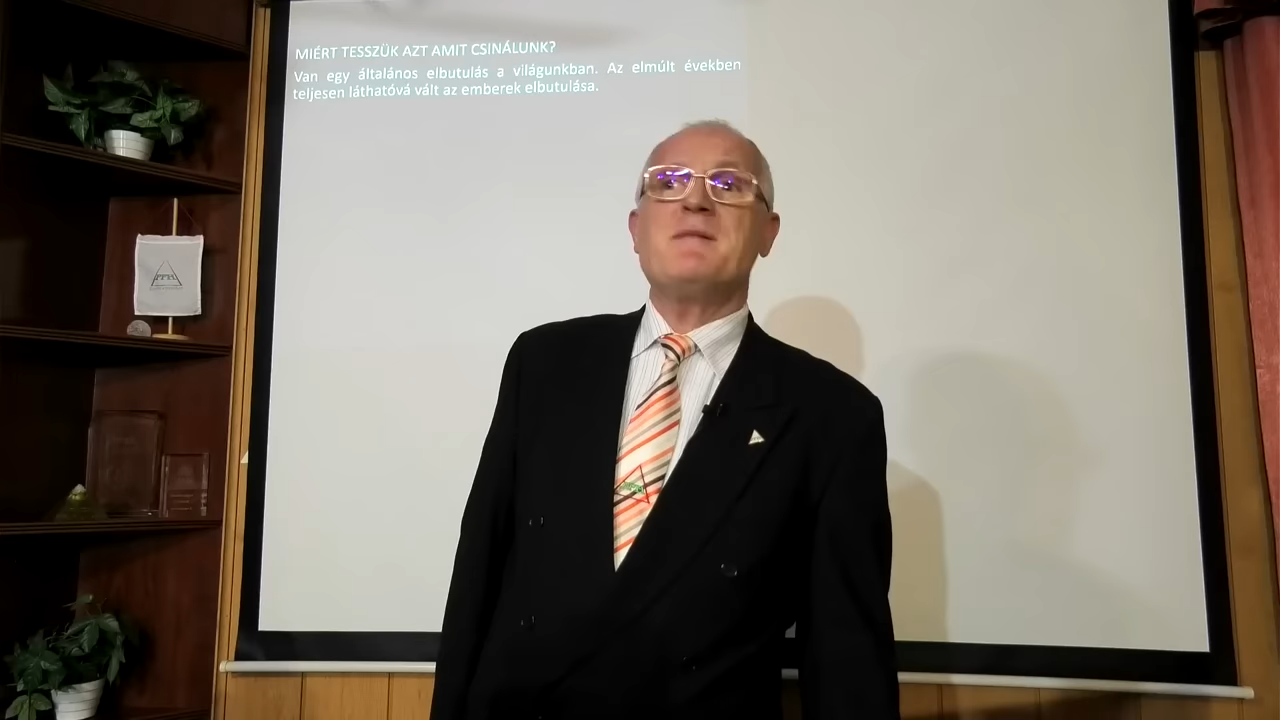 MIÉRT TESSZÜK AZT AMIT CSINÁLUNK?
Van egy általános elbutulás a világunkban. Az elmúlt években
teljesen láthatóvá vált az emberek elbutulása.